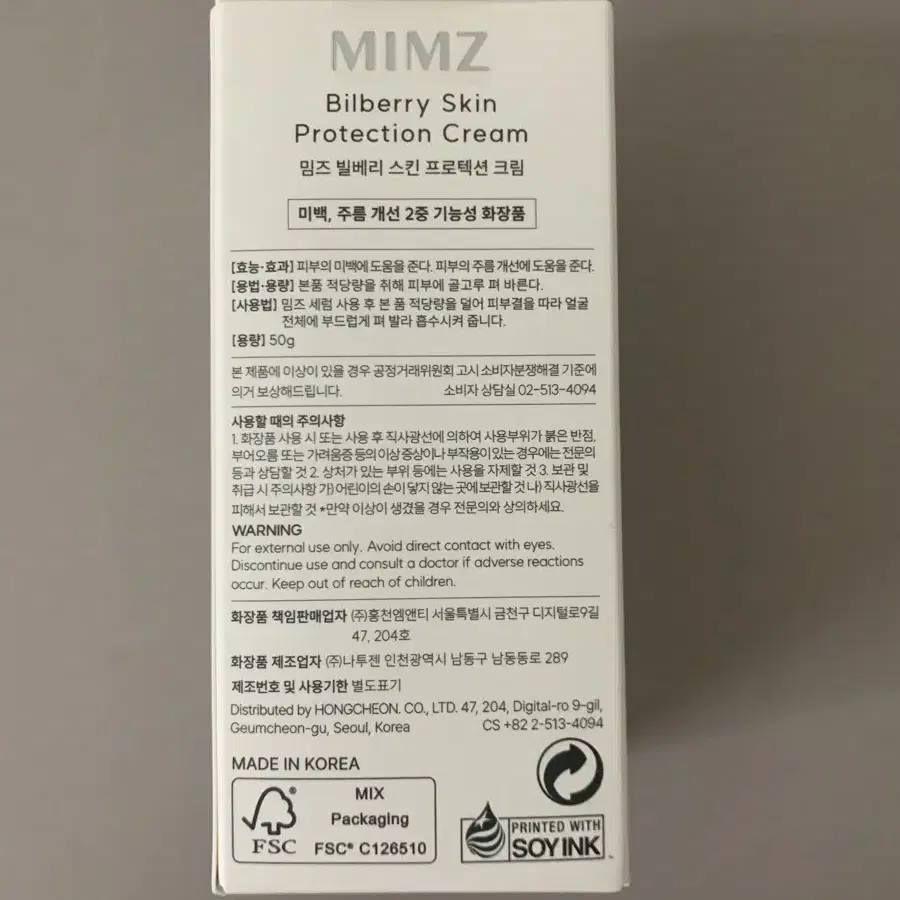 MIMZ
Bilberry Skin
Protection Cream
밈즈 빌베리 스킨 프로텍션 크림
미백, 주름 개선 2중 기능성 화장품
[효능·효과] 피부의 미백에 도움을 준다. 피부의 주름 개선에 도움을 준다.
[용법·용량] 본품 적당량을 취해 피부에 골고루 펴 바른다.
[사용법] 밈즈 세럼 사용 후 본 품 적당량을 덜어 피부결을 따라 얼굴
전체에 부드럽게 펴 발라 흡수시켜 줍니다.
[용량] 50g
본 제품에 이상이 있을 경우 공정거래위원회 고시 소비자분쟁해결 기준에
의거 보상해드립니다. 소비자 상담실 02-513-4094
사용할 때의 주의사항
1. 화장품 사용 시 또는 사용 후 직사광선에 의하여 사용부위가 붉은 반점,
부어오름 또는 가려움증 등의 이상 증상이나 부작용이 있는 경우에는 전문의
등과 상담할 것 2. 상처가 있는 부위 등에는 사용을 자제할 것 3. 보관 및
취급 시 주의사항 가) 어린이의 손이 닿지 않는 곳에 보관할 것 나) 직사광선을
피해서 보관할 것 *만약 이상이 생겼을 경우 전문의와 상의하세요.
WARNING
For external use only. Avoid direct contact with eyes.
Discontinue use and consult a doctor if adverse reactions
occur. Keep out of reach of children.
화장품 책임판매업자 (주)홍천엠앤티 서울특별시 금천구 디지털로9길
47, 204호
화장품 제조업자 (주)나투젠 인천광역시 남동구 남동동로 289
제조번호 및 사용기한 별도표기
Distributed by HONGCHEON. CO., LTD. 47, 204, Digital-ro 9-gil,
Geumcheon-gu, Seoul, Korea CS +82 2-513-4094
MADE IN KOREA
MIX
Packaging
FSC® C126510
FSC
PRINTED WITH
SOY INK